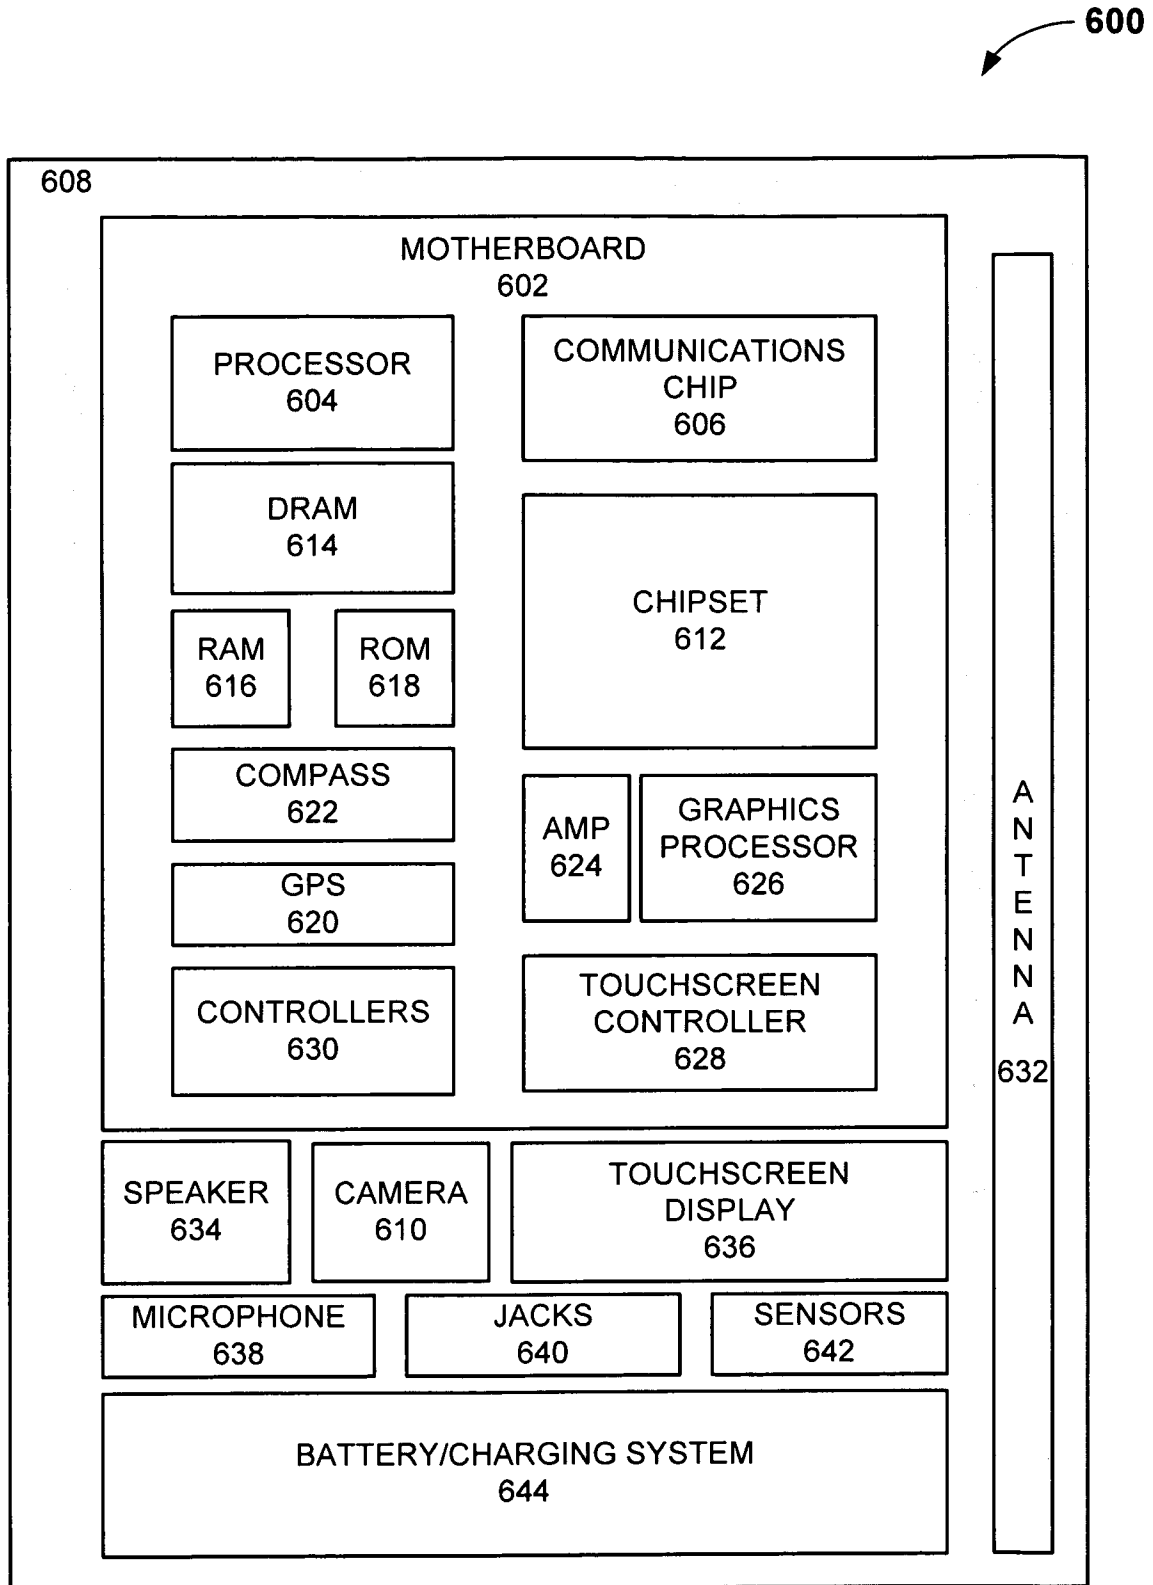 600
608
MOTHERBOARD
602
PROCESSOR
604
COMMUNICATIONS
CHIP
606
DRAM
614
CHIPSET
612
RAM
616
ROM
618
COMPASS
622
AMP
624
GRAPHICS
PROCESSOR
626
GPS
620
CONTROLLERS
630
TOUCHSCREEN
CONTROLLER
628
ANTENNA
632
SPEAKER
634
CAMERA
610
TOUCHSCREEN
DISPLAY
636
MICROPHONE
638
JACKS
640
SENSORS
642
BATTERY/CHARGING SYSTEM
644